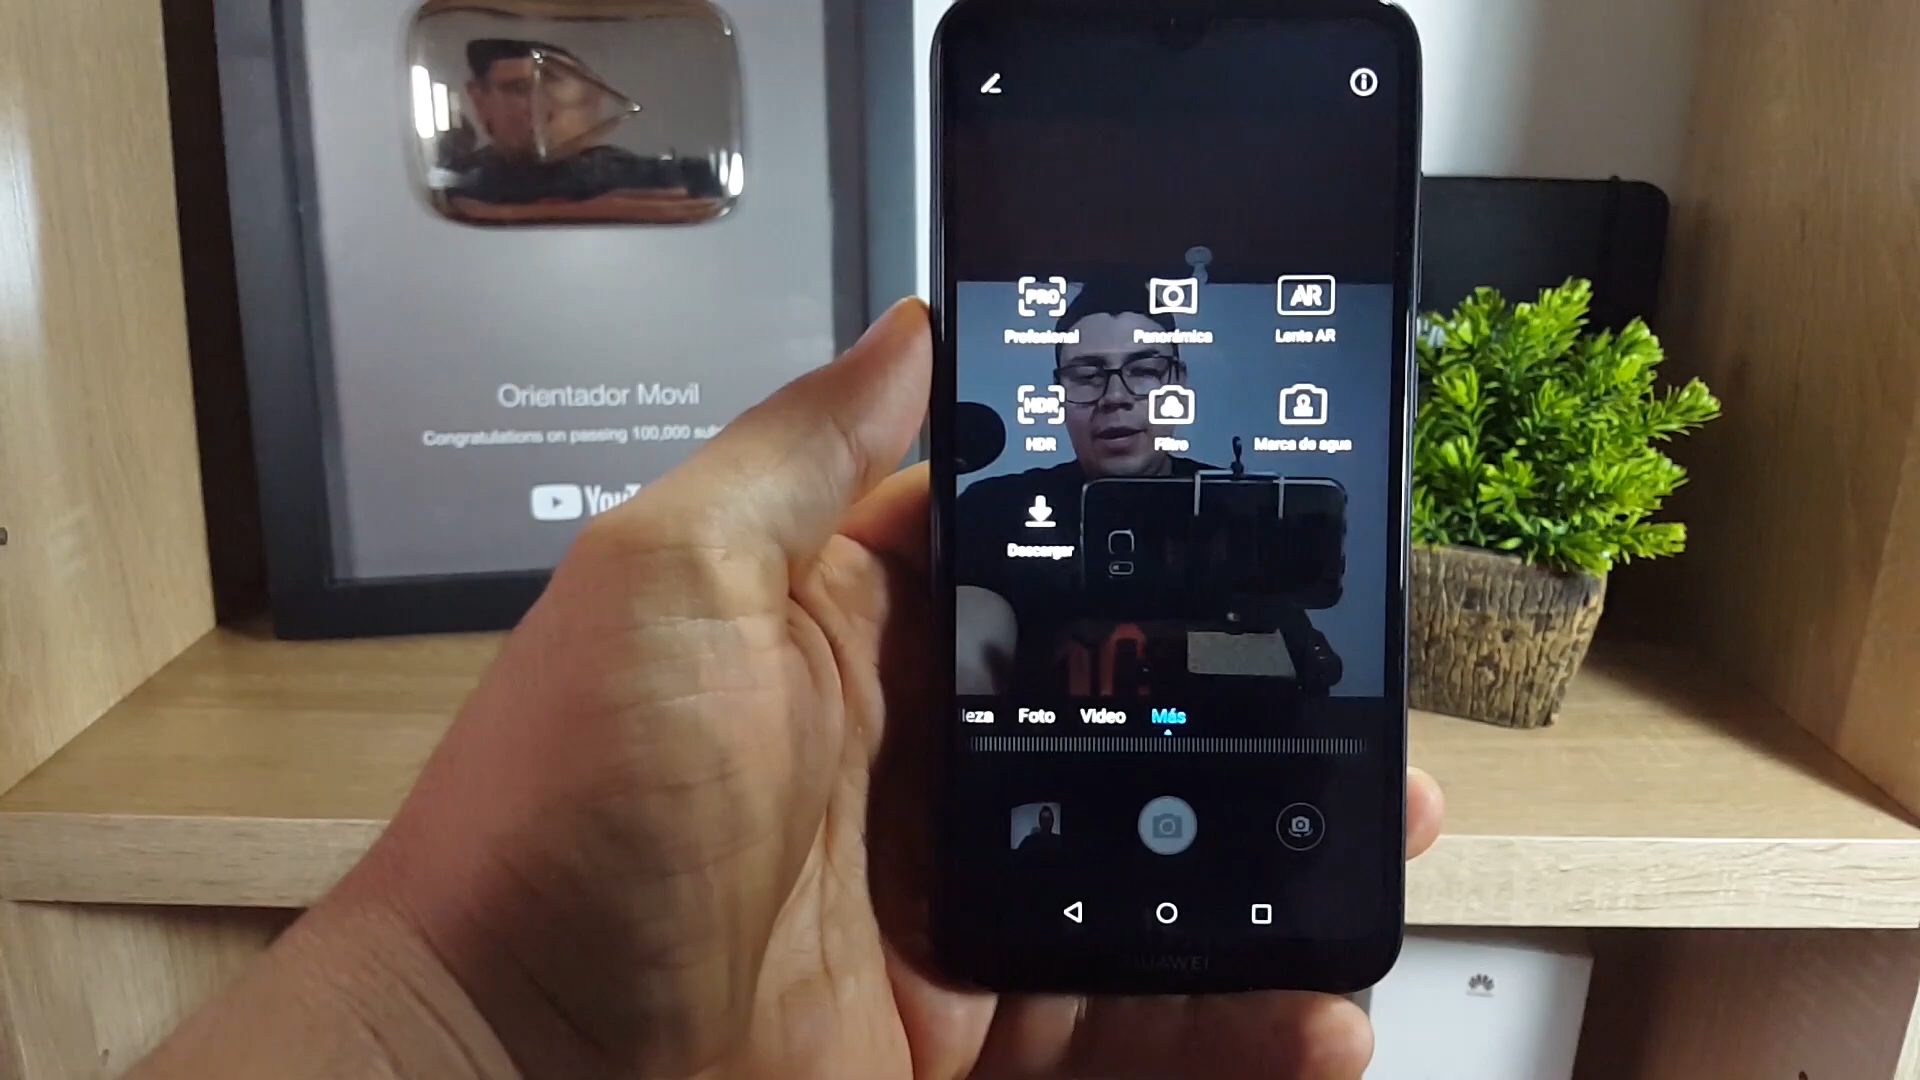 Orientador Movil
Congratulations on passing 100,000
PRO
AR
Profesional
Panorámica
Lente AR
HDR
HDR
Filtro
Marca de agua
Descargar
Foto
Video
Más
HUAWEI